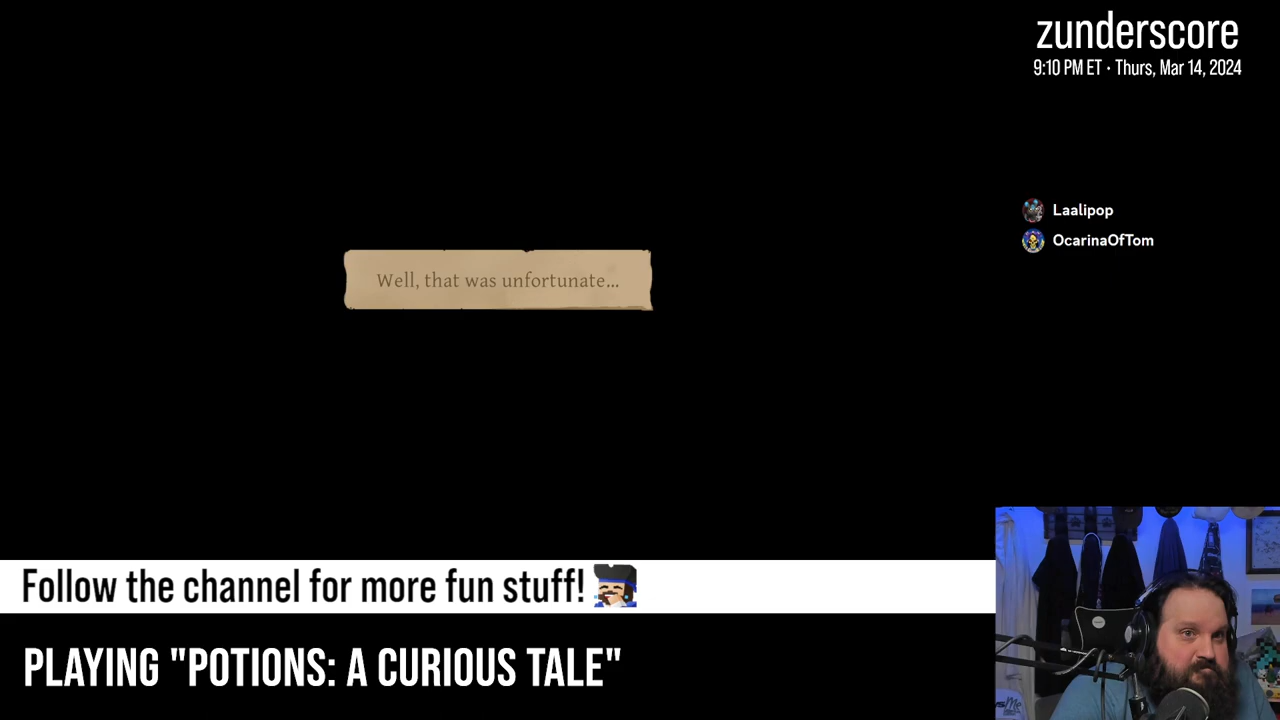 zunderscore
9:10 PM ET • Thurs, Mar 14, 2024
Laalipop
OcarinaOfTom
Well, that was unfortunate...
Follow the channel for more fun stuff!
PLAYING "POTIONS: A CURIOUS TALE"